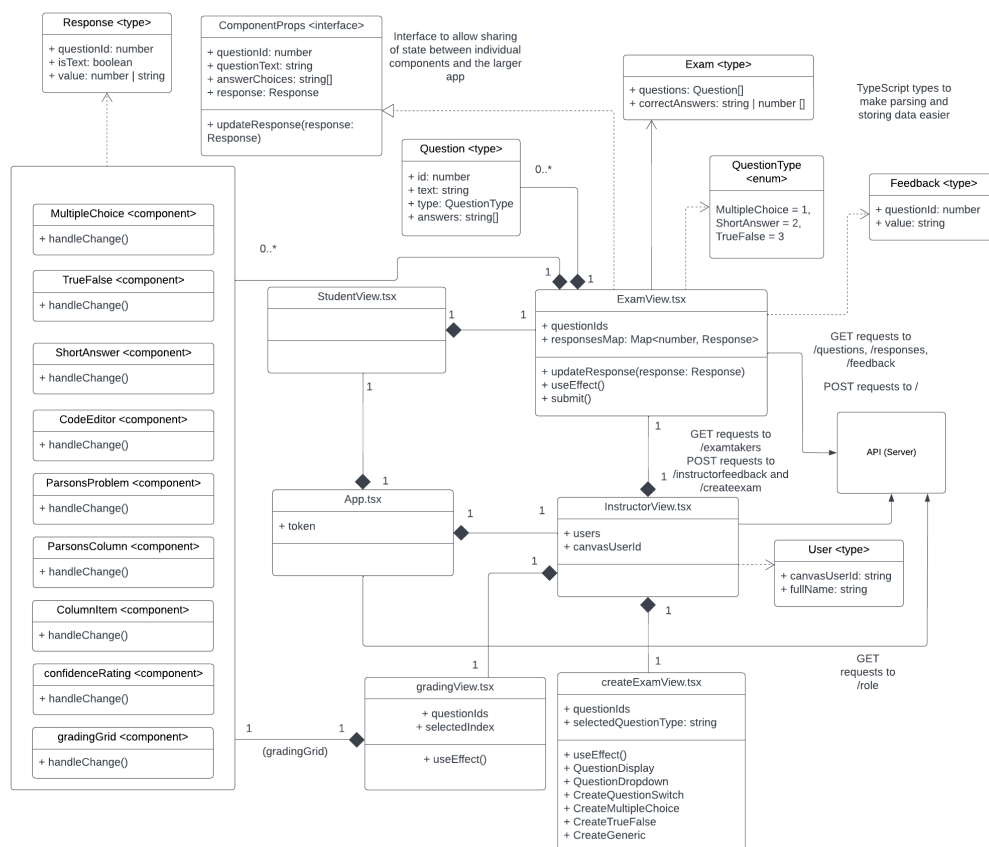 Response <type>
+ questionId: number
+ isText: boolean
+ value: number | string
ComponentProps <interface>
+ questionId: number
+ questionText: string
+ answerChoices: string[]
+ response: Response
+ updateResponse(response:
Response)
Interface to allow sharing
of state between individual
components and the larger
app
Exam <type>
+ questions: Question[]
+ correctAnswers: string | number []
TypeScript types to
make parsing and
storing data easier
Question <type>
+ id: number
+ text: string
+ type: QuestionType
+ answers: string[]
0..*
QuestionType
<enum>
MultipleChoice = 1,
ShortAnswer = 2,
TrueFalse = 3
Feedback <type>
+ questionId: number
+ value: string
MultipleChoice <component>
+ handleChange()
TrueFalse <component>
+ handleChange()
ShortAnswer <component>
+ handleChange()
CodeEditor <component>
+ handleChange()
ParsonsProblem <component>
+ handleChange()
ParsonsColumn <component>
+ handleChange()
ColumnItem <component>
+ handleChange()
confidenceRating <component>
+ handleChange()
gradingGrid <component>
+ handleChange()
0..*
1
1
StudentView.tsx
1
1
1
ExamView.tsx
+ questionIds
+ responsesMap: Map<number, Response>
+ updateResponse(response: Response)
+ useEffect()
+ submit()
1
GET requests to
/questions, /responses,
/feedback
POST requests to /
GET requests to
/examtakers
POST requests to
/instructorfeedback and
/createexam
API (Server)
1
App.tsx
+ token
1
1
1
InstructorView.tsx
+ users
+ canvasUserId
User <type>
+ canvasUserId: string
+ fullName: string
1
1
1
1
GET
requests to
/role
gradingView.tsx
+ questionIds
+ selectedIndex
+ useEffect()
1
1
(gradingGrid)
createExamView.tsx
+ questionIds
+ selectedQuestionType: string
+ useEffect()
+ QuestionDisplay
+ QuestionDropdown
+ CreateQuestionSwitch
+ CreateMultipleChoice
+ CreateTrueFalse
+ CreateGeneric